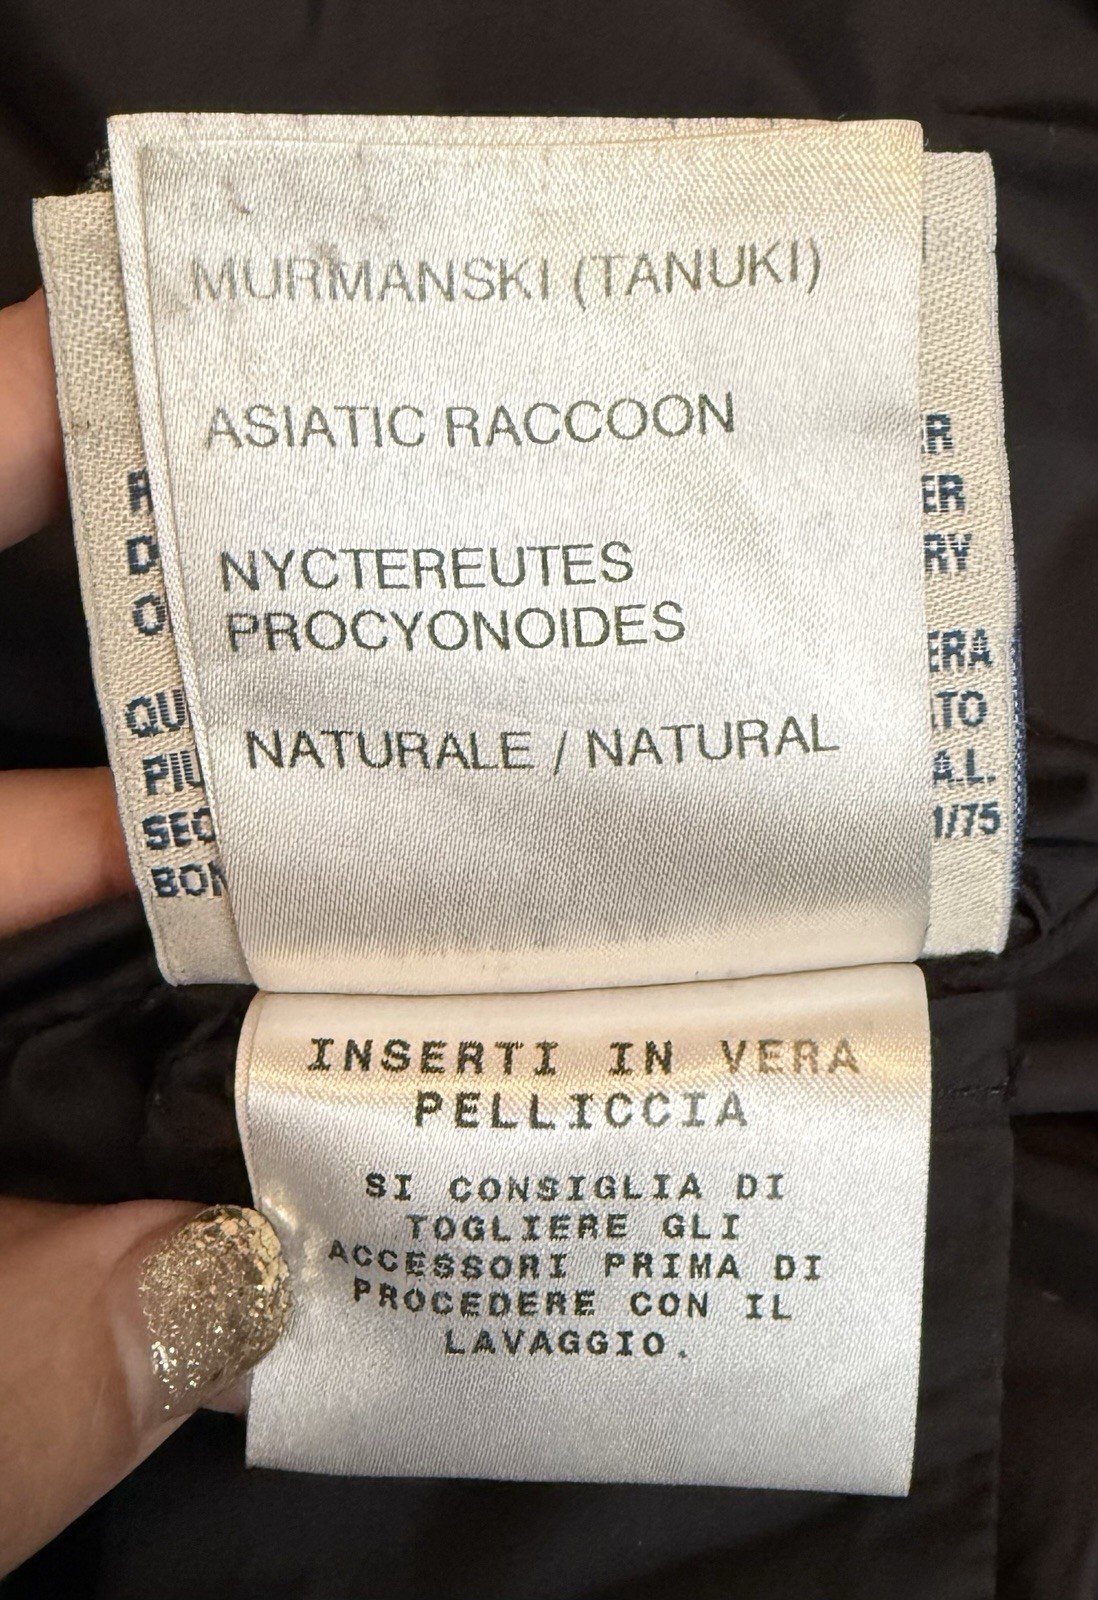 MURMANSKI (TANUKI)
ASIATIC RACCOON
NYCTEREUTES
PROCYONOIDES
NATURALE / NATURAL
INSERTI IN VERA
PELLICCIA
SI CONSIGLIA DI
TOGLIERE GLI
ACCESSORI PRIMA DI
PROCEDERE CON IL
LAVAGGIO.